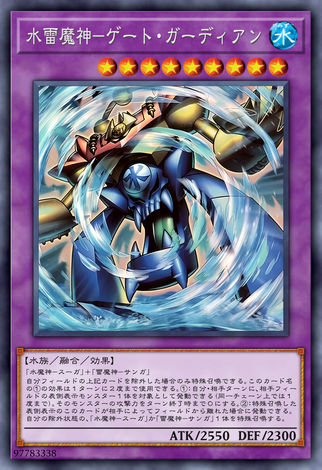 水雷魔神－ゲート・ガーディアン
水
【水族／融合／効果】
「水魔神－スーガ」＋「雷魔神－サンガ」
自分フィールドの上記カードを除外した場合のみ特殊召喚できる。このカード名
の①の効果は１ターンに２度まで使用できる。①：自分・相手ターンに、相手フィール
ドの表側表示モンスター１体を対象として発動できる（同一チェーン上では１
度まで）。そのモンスターの攻撃力をターン終了時まで０にする。②：特殊召喚した
表側表示のこのカードが相手によってフィールドから離れた場合に発動できる。
自分の除外状態の、「水魔神－スーガ」か「雷魔神－サンガ」１体を特殊召喚する。
ATK/2550 DEF/2300
97783338